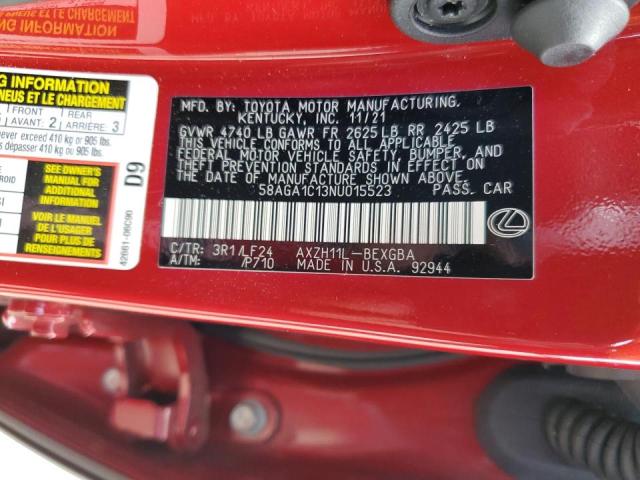 G INFORMATION
PNEUS ET LE CHARGEMENT
FRONT REAR
AVANT: 2 ARRIÈRE: 3
never exceed 410 kg or 905 lbs.
dépasser 410 kg ou 905 lbs.
SEE OWNER'S
MANUAL FOR
ADDITIONAL
INFORMATION
VOIR LE MANUEL
DE L'USAGER
POUR PLUS DE
RENSEIGNEMENTS
D9
42661-06C90
MFD. BY: TOYOTA MOTOR MANUFACTURING,
KENTUCKY, INC. 11/21
GVWR 4740 LB GAWR FR 2625 LB RR 2425 LB
THIS VEHICLE CONFORMS TO ALL APPLICABLE
FEDERAL MOTOR VEHICLE SAFETY, BUMPER, AND
THEFT PREVENTION STANDARDS IN EFFECT ON
THE DATE OF MANUFACTURE SHOWN ABOVE.
58AGA1C13NU015523 PASS. CAR
C/TR: 3R1/LF24 AXZH11L-BEXGBA
A/TM: /P710 MADE IN U.S.A. 92944